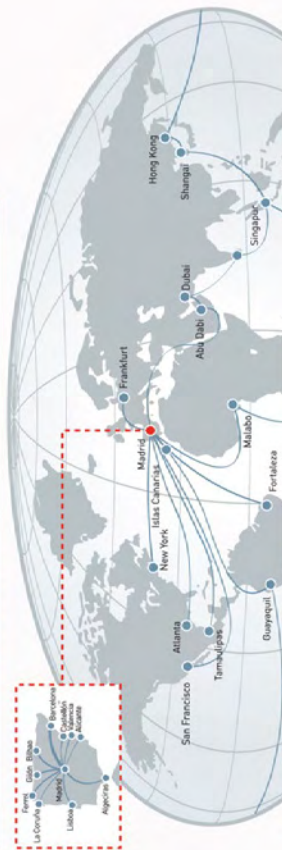 Ferrol
Gijón
Bilbao
La Coruña
Barcelona
Castellón
Valencia
Alicante
Madrid
Lisboa
Algeciras
Frankfurt
Madrid
Islas Canarias
New York
Atlanta
San Francisco
Tamaulipas
Guayaquil
Fortaleza
Malabo
Dubai
Abu Dabi
Hong Kong
Shangai
Singapur